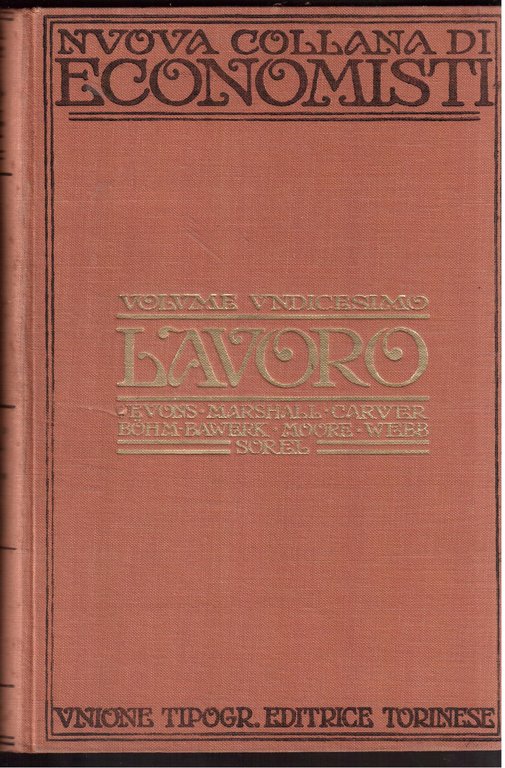 NVOVA COLLANA DI
ECONOMISTI
VOLVME VNDICESIMO
LAVORO
JEVONS · MARSHALL · CARVER
BÖHM-BAWERK · MOORE · WEBB
SOREL
VNIONE TIPOGR. EDITRICE TORINESE